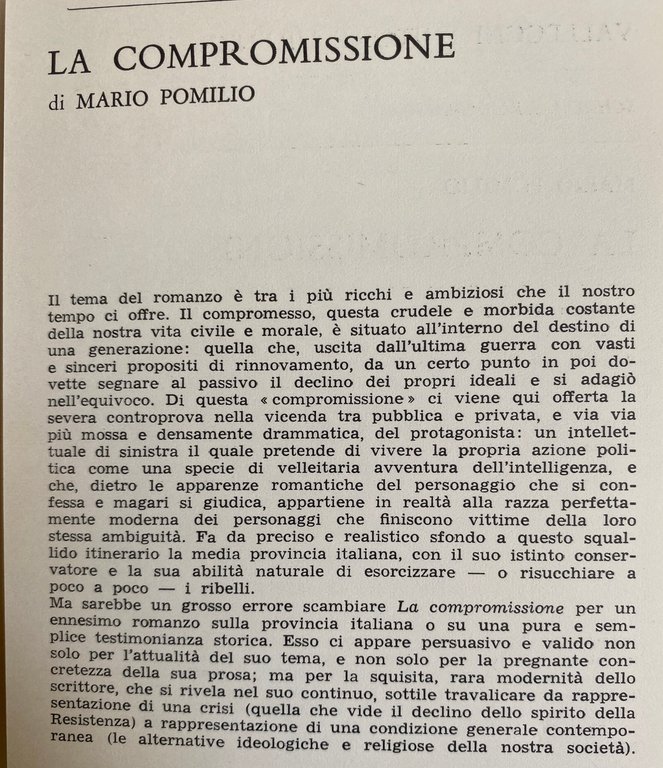 LA COMPROMISSIONE
di MARIO POMILIO
Il tema del romanzo è tra i più ricchi e ambiziosi che il nostro
tempo ci offre. Il compromesso, questa crudele e morbida costante
della nostra vita civile e morale, è situato all'interno del destino di
una generazione: quella che, uscita dall'ultima guerra con vasti
e sinceri propositi di rinnovamento, da un certo punto in poi do-
vette segnare al passivo il declino dei propri ideali e si adagiò
nell'equivoco. Di questa « compromissione » ci viene qui offerta la
severa controprova nella vicenda tra pubblica e privata, e via via
più mossa e densamente drammatica, del protagonista: un intellet-
tuale di sinistra il quale pretende di vivere la propria azione poli-
tica come una specie di velleitaria avventura dell'intelligenza, e
che, dietro le apparenze romantiche del personaggio che si con-
fessa e magari si giudica, appartiene in realtà alla razza perfetta-
mente moderna dei personaggi che finiscono vittime della loro
stessa ambiguità. Fa da preciso e realistico sfondo a questo squal-
lido itinerario la media provincia italiana, con il suo istinto conser-
vatore e la sua abilità naturale di esorcizzare — o risucchiare a
poco a poco — i ribelli.
Ma sarebbe un grosso errore scambiare La compromissione per un
ennesimo romanzo sulla provincia italiana o su una pura e sem-
plice testimonianza storica. Esso ci appare persuasivo e valido non
solo per l'attualità del suo tema, e non solo per la pregnante con-
cretezza della sua prosa; ma per la squisita, rara modernità dello
scrittore, che si rivela nel suo continuo, sottile travalicare da rappre-
sentazione di una crisi (quella che vide il declino dello spirito della
Resistenza) a rappresentazione di una condizione generale contempo-
ranea (le alternative ideologiche e religiose della nostra società).